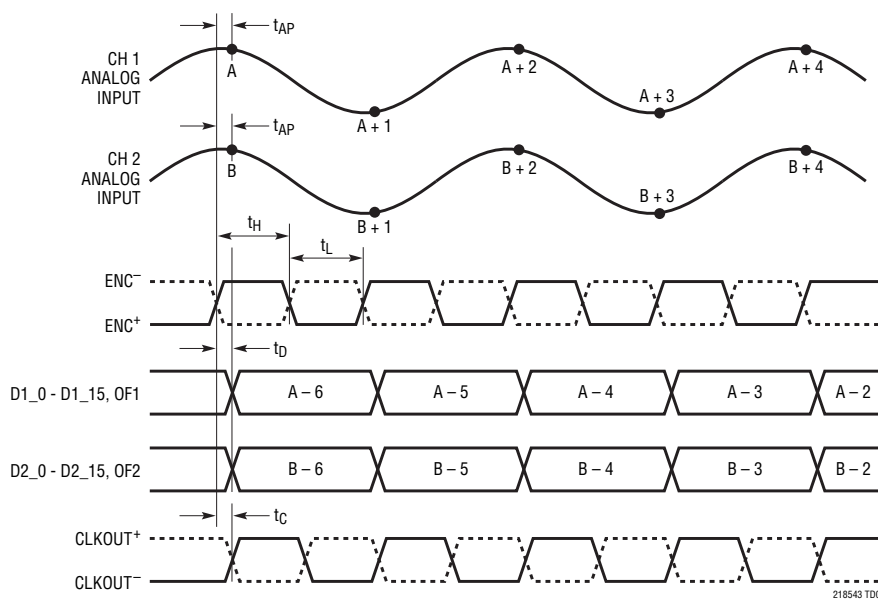 tAP
CH 1
ANALOG
INPUT
A
A + 1
A + 2
A + 3
A + 4
tAP
CH 2
ANALOG
INPUT
B
B + 1
B + 2
B + 3
B + 4
tH
tL
ENC–
ENC+
tD
D1_0 - D1_15, OF1
A – 6
A – 5
A – 4
A – 3
A – 2
D2_0 - D2_15, OF2
B – 6
B – 5
B – 4
B – 3
B – 2
tC
CLKOUT+
CLKOUT–